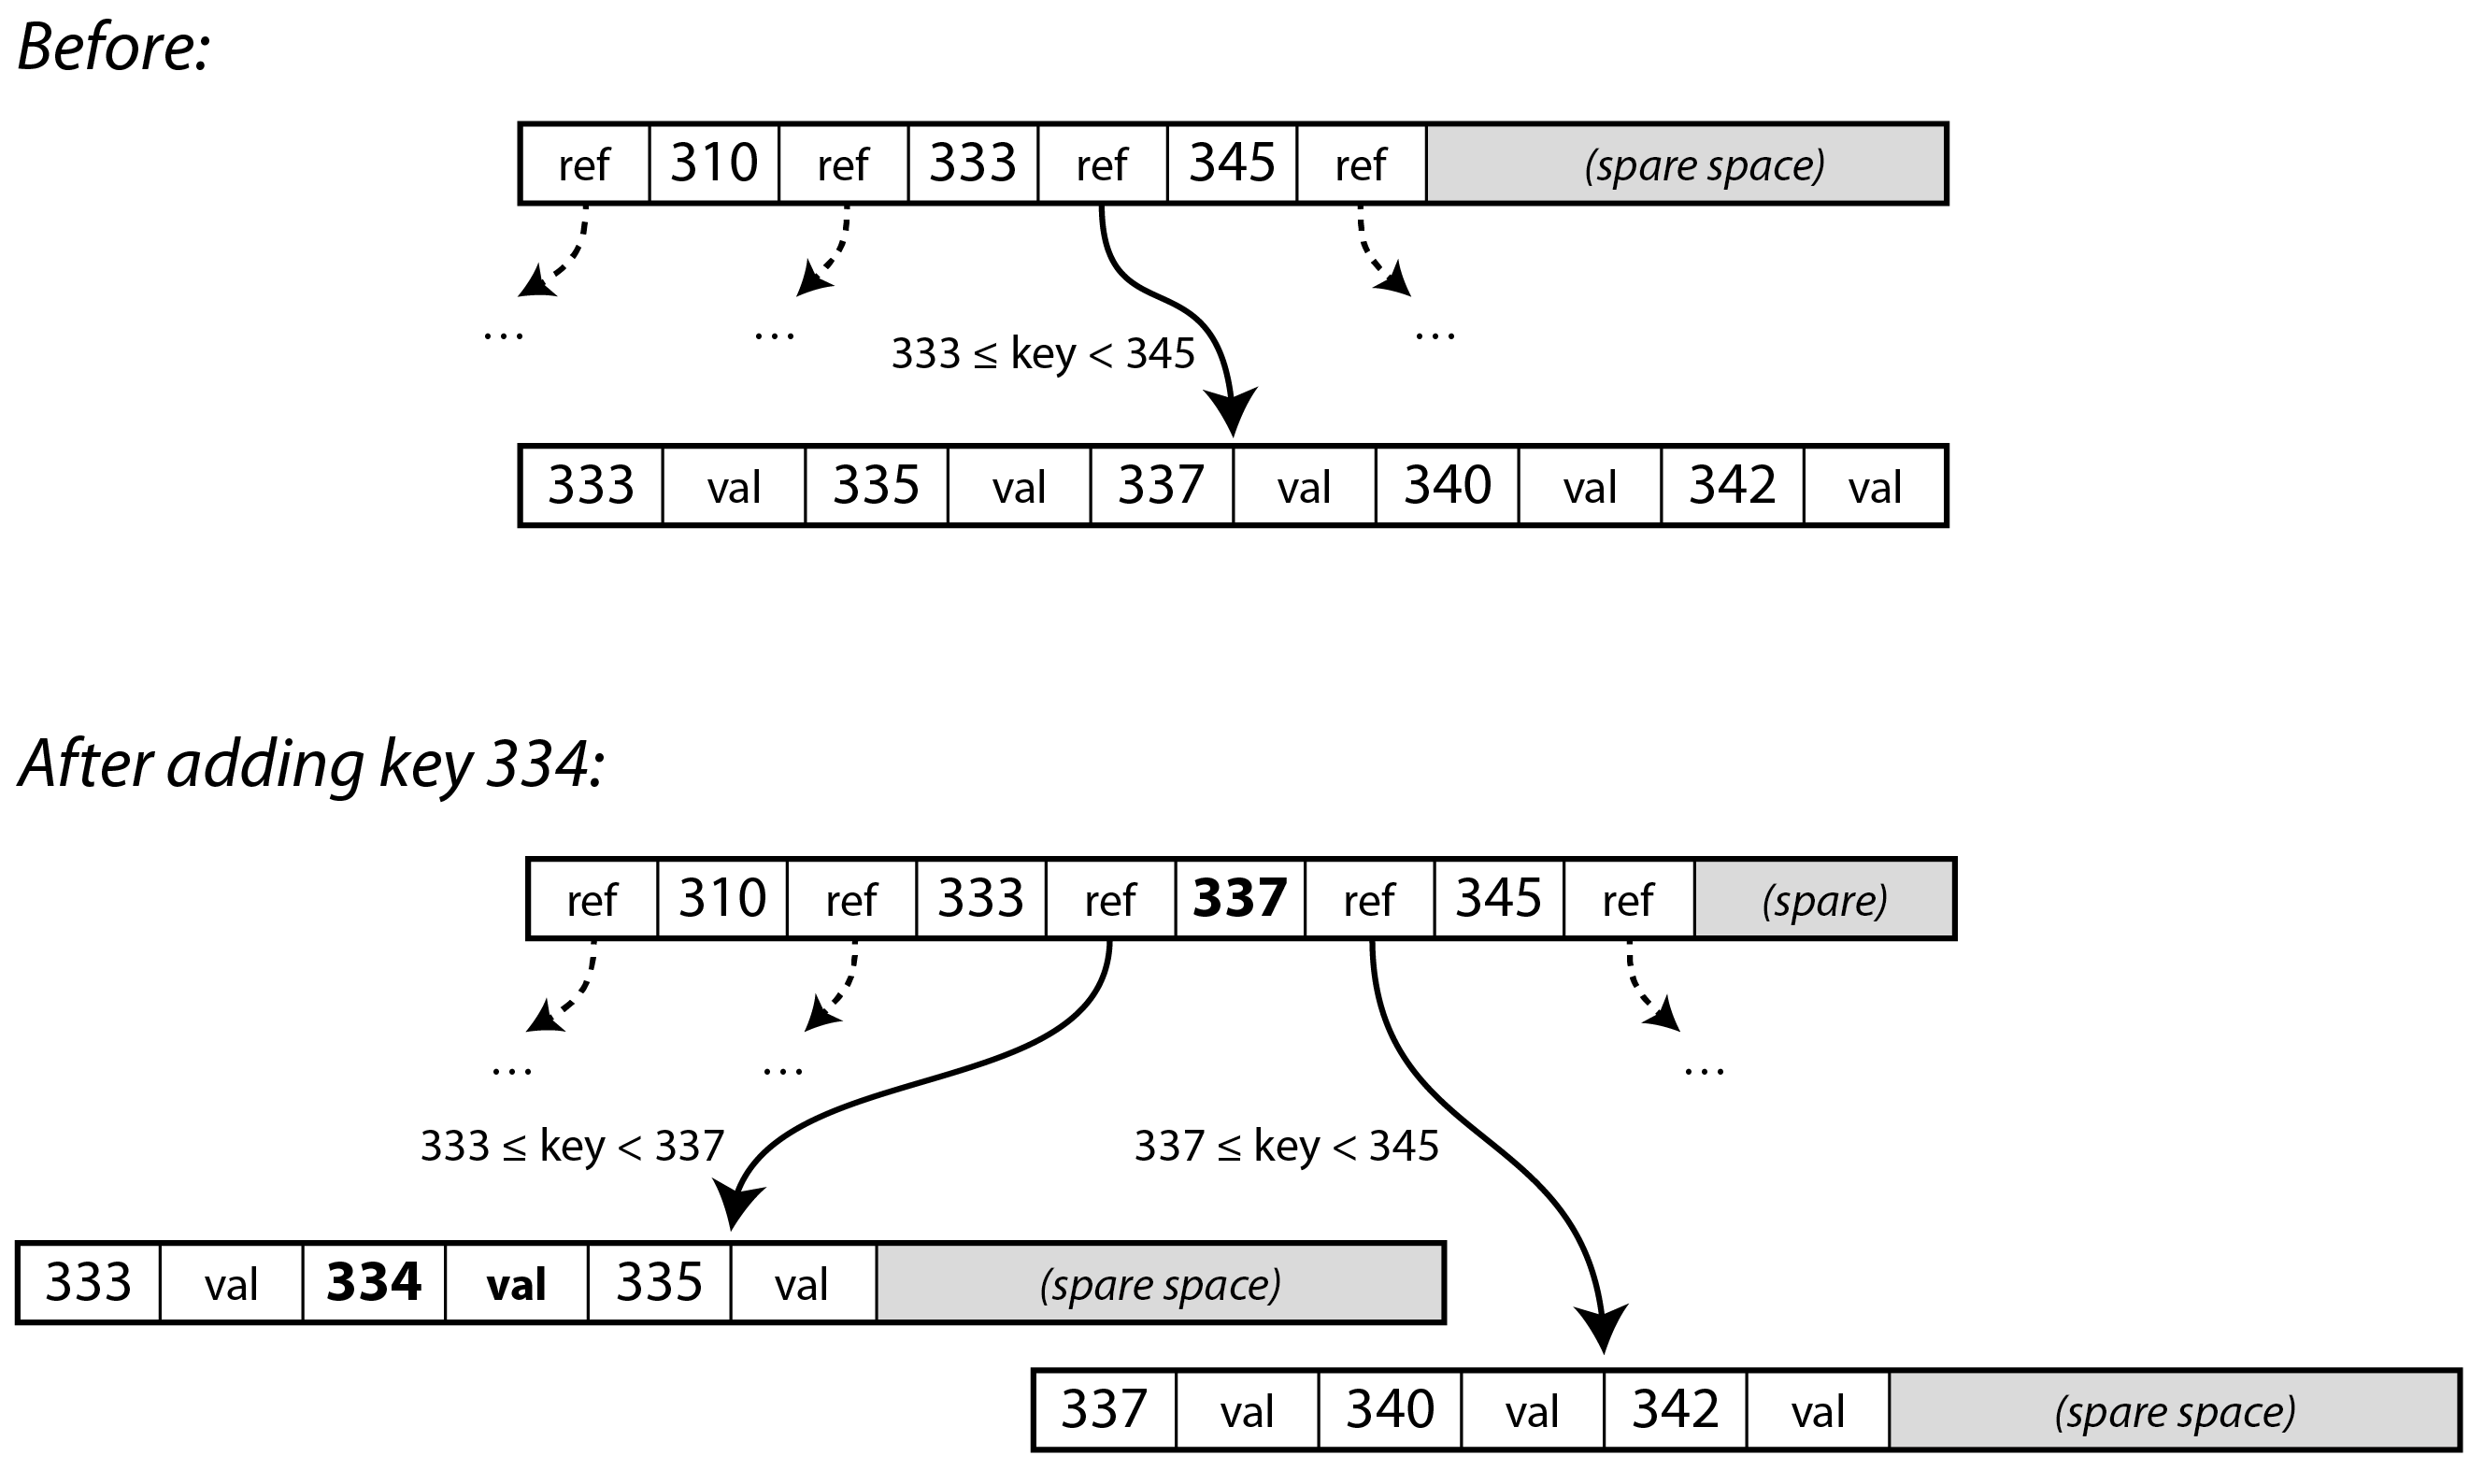 Before:
ref 310 ref 333 ref 345 ref (spare space)
... ... ...
333 ≤ key < 345
333 val 335 val 337 val 340 val 342 val
After adding key 334:
ref 310 ref 333 ref 337 ref 345 ref (spare)
... ... ...
333 ≤ key < 337 337 ≤ key < 345
333 val 334 val 335 val (spare space)
337 val 340 val 342 val (spare space)